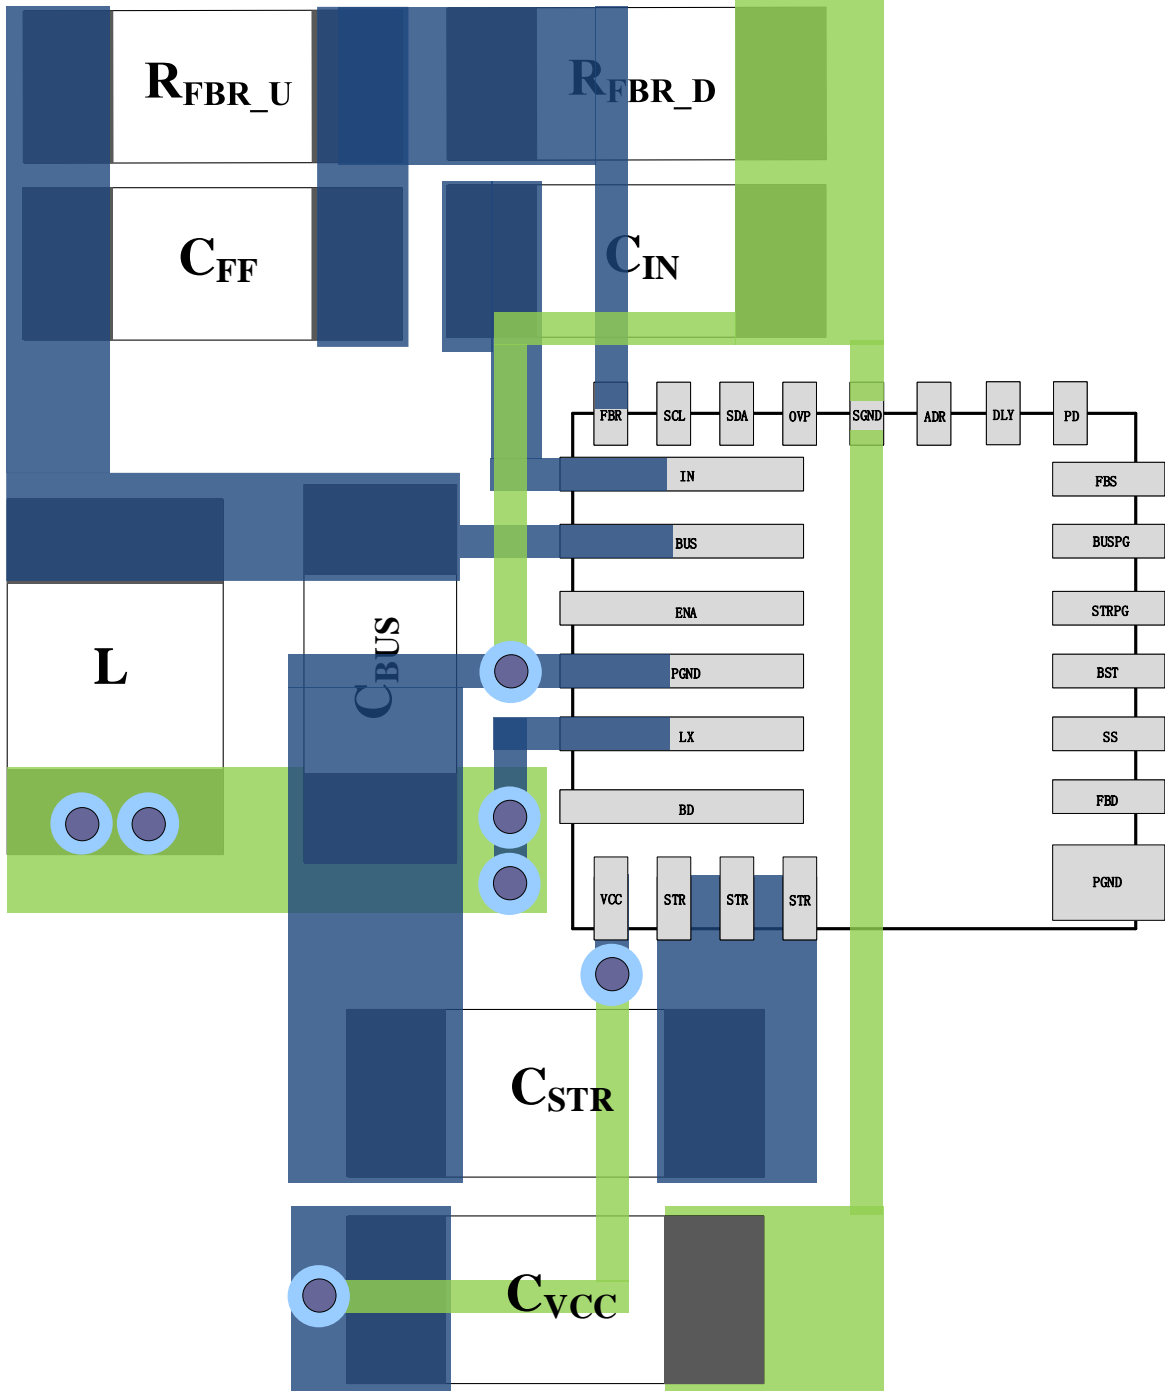 RFBR_U
RFBR_D
CFF
CIN
FBR
SCL
SDA
OVP
SGND
ADR
DLY
PD
IN
FBS
BUS
BUSPG
ENA
STRPG
L
CBUS
PGND
BST
LX
SS
BD
FBD
VCC
STR
STR
STR
PGND
CSTR
CVCC